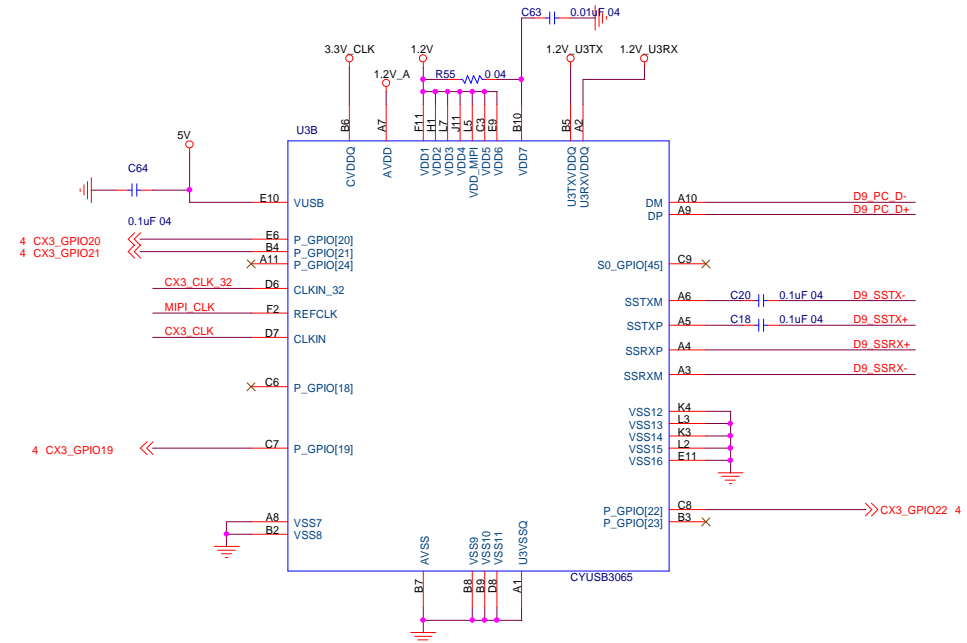 C63 0.01uF 04
3.3V_CLK 1.2V 1.2V_U3TX 1.2V_U3RX
1.2V_A R55 0 04
B6 A7 F11 H1 L7 J11 L5 C3 E9 B10 B5 A2
U3B
5V
CVDDQ AVDD VDD1 VDD2 VDD3 VDD4 VDD_MIPI VDD5 VDD6 VDD7 U3TXVDDQ U3RXVDDQ
C64
0.1uF 04
E10 VUSB
DM A10 D9_PC_D-
DP A9 D9_PC_D+
4 CX3_GPIO20 E6 P_GPIO[20]
4 CX3_GPIO21 B4 P_GPIO[21]
A11 P_GPIO[24]
S0_GPIO[45] C9
CX3_CLK_32 D6 CLKIN_32
SSTXM A6 C20 0.1uF 04 D9_SSTX-
MIPI_CLK F2 REFCLK
SSTXP A5 C18 0.1uF 04 D9_SSTX+
CX3_CLK D7 CLKIN
SSRXP A4 D9_SSRX+
SSRXM A3 D9_SSRX-
C6 P_GPIO[18]
VSS12 K4
VSS13 L3
VSS14 K3
VSS15 L2
VSS16 E11
4 CX3_GPIO19 C7 P_GPIO[19]
P_GPIO[22] C8 CX3_GPIO22 4
P_GPIO[23] B3
A8 VSS7
B2 VSS8
AVSS VSS9 VSS10 VSS11 U3VSSQ
B7 B8 B9 D8 A1
CYUSB3065